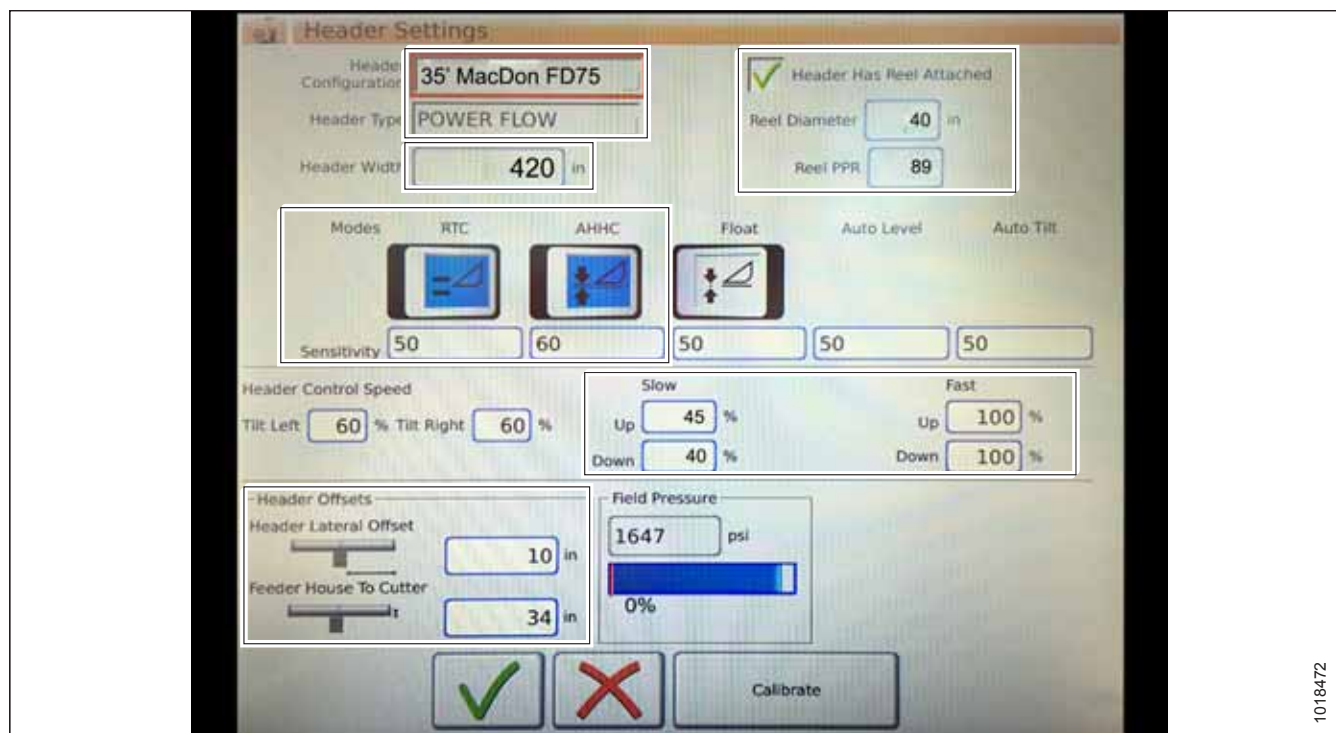 Header Settings
Header Configuration 35' MacDon FD75
Header Type POWER FLOW
Header Width 420 in
Header Has Reel Attached
Reel Diameter 40 in
Reel PPR 89
Modes RTC AHHC Float Auto Level Auto Tilt
Sensitivity 50 60 50 50 50
Header Control Speed
Tilt Left 60 % Tilt Right 60 %
Slow Fast
Up 45 % Up 100 %
Down 40 % Down 100 %
Header Offsets
Header Lateral Offset
10 in
Feeder House To Cutter
34 in
Field Pressure
1647 psi
0%
Calibrate
1018472